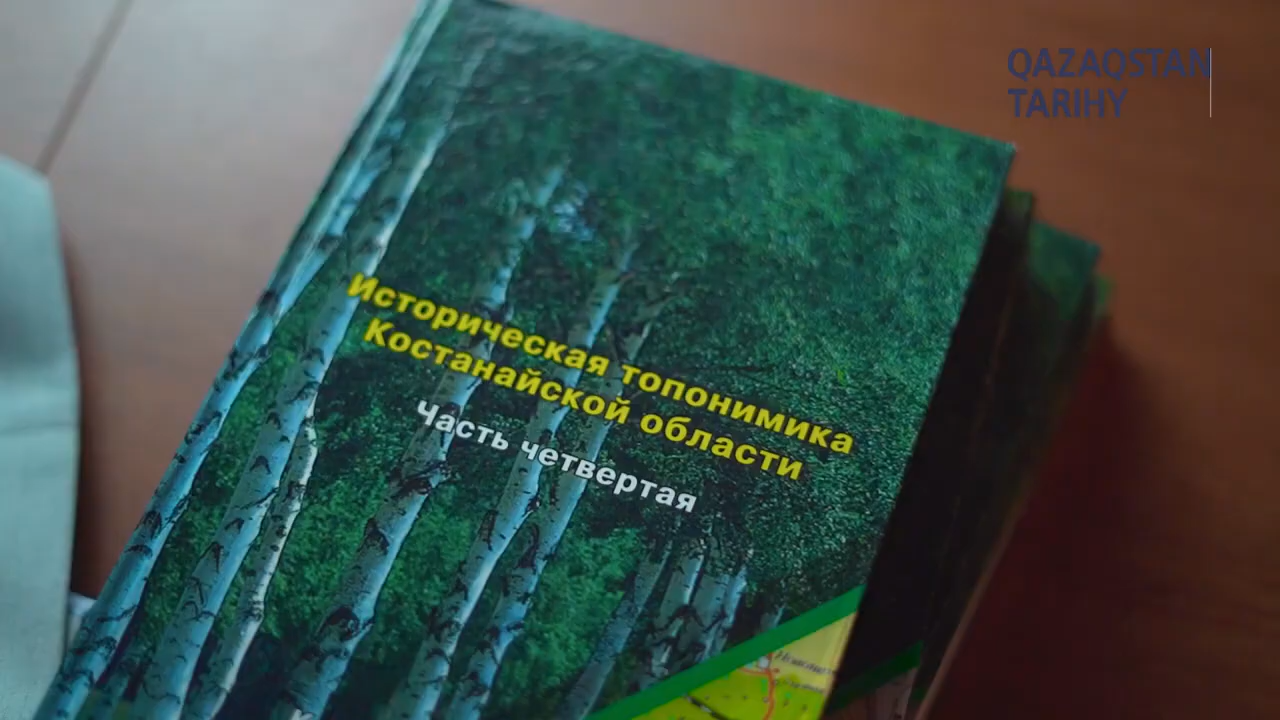 QAZAQSTAN
TARIHY
Историческая топонимика
Костанайской области
Часть четвертая